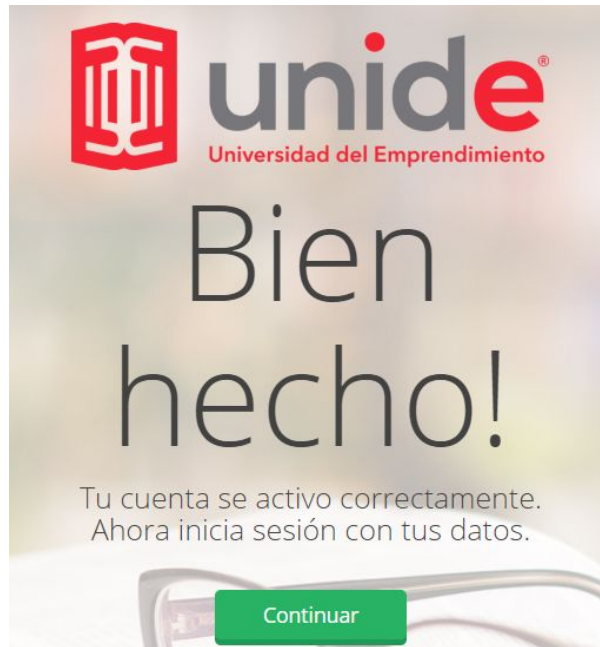 unide®
Universidad del Emprendimiento
Bien
hecho!
Tu cuenta se activo correctamente.
Ahora inicia sesión con tus datos.
Continuar